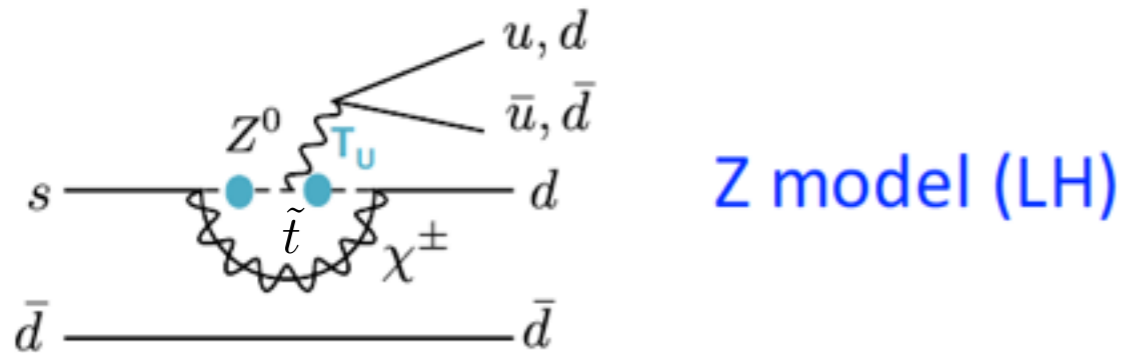 u, d
Z⁰
ū, d̄
T_U
s
d
Z model (LH)
t̃
χ^±
d̄
d̄